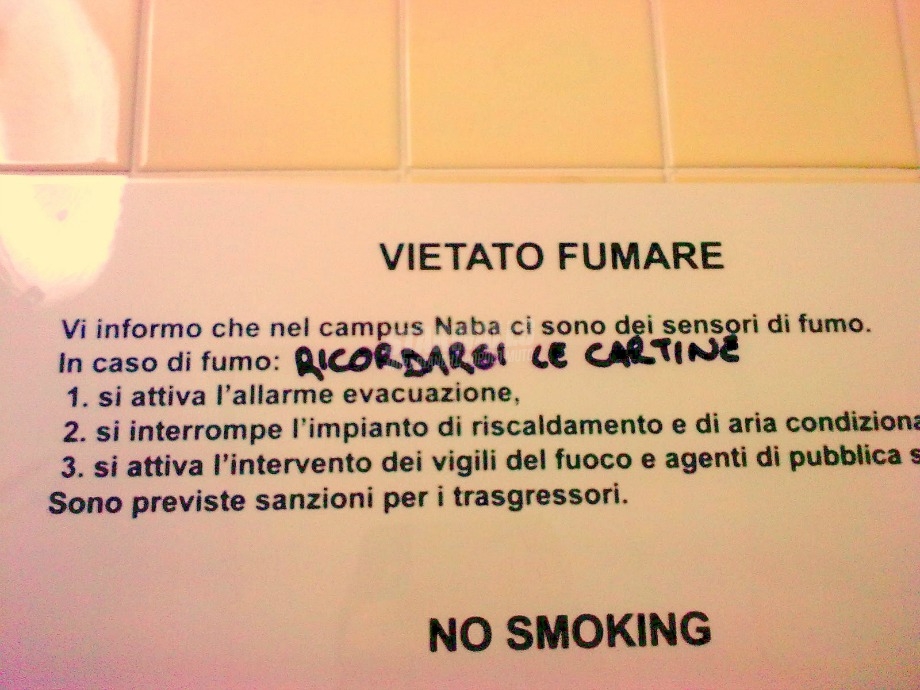 VIETATO FUMARE
Vi informo che nel campus Naba ci sono dei sensori di fumo.
In caso di fumo: RICORDARSI LE CARTINE
1. si attiva l'allarme evacuazione,
2. si interrompe l'impianto di riscaldamento e di aria condiziona
3. si attiva l'intervento dei vigili del fuoco e agenti di pubblica s
Sono previste sanzioni per i trasgressori.
NO SMOKING